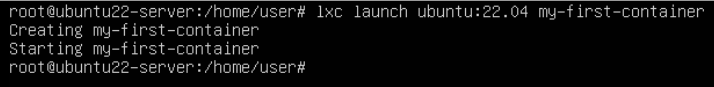 root@ubuntu22-server:/home/user# lxc launch ubuntu:22.04 my-first-container
Creating my-first-container
Starting my-first-container
root@ubuntu22-server:/home/user#